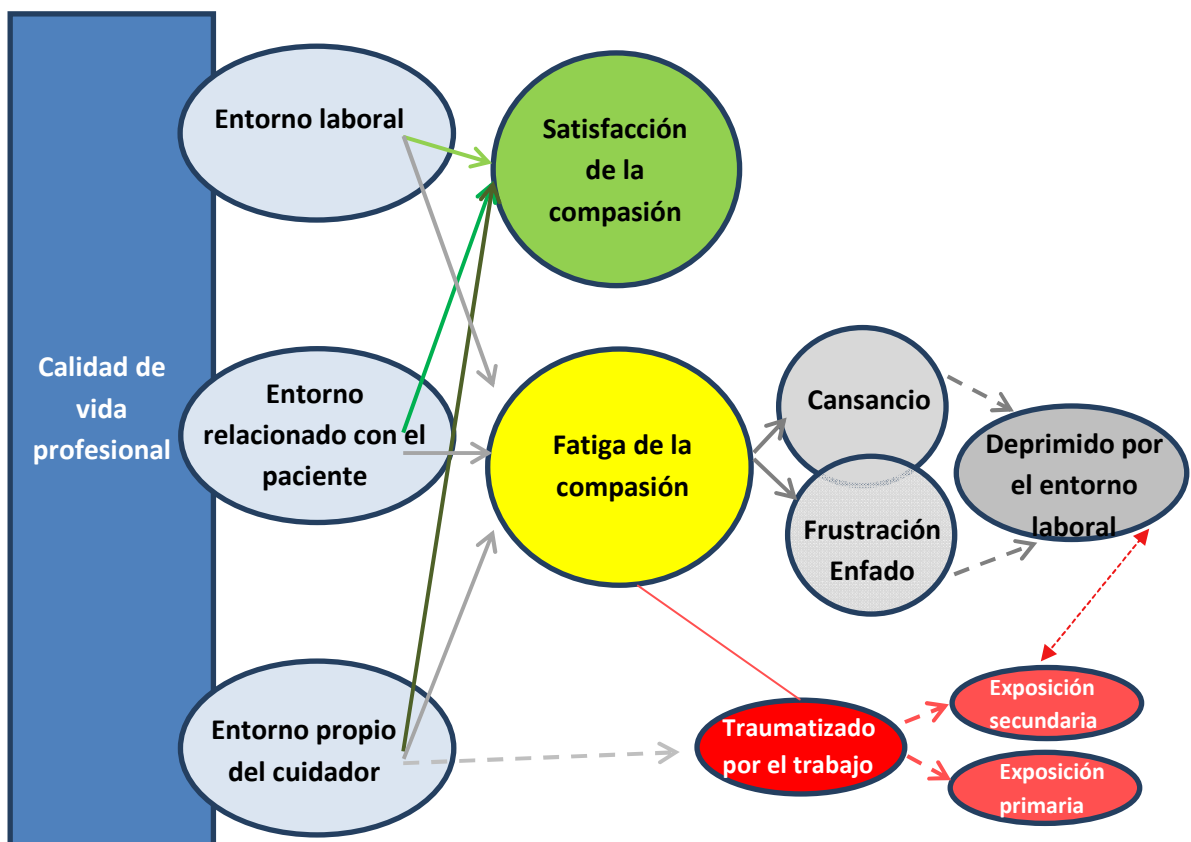 Calidad de
vida
profesional
Entorno laboral
Entorno
relacionado con el
paciente
Entorno propio
del cuidador
Satisfacción
de la
compasión
Fatiga de la
compasión
Cansancio
Frustración
Enfado
Deprimido por
el entorno
laboral
Traumatizado
por el trabajo
Exposición
secundaria
Exposición
primaria